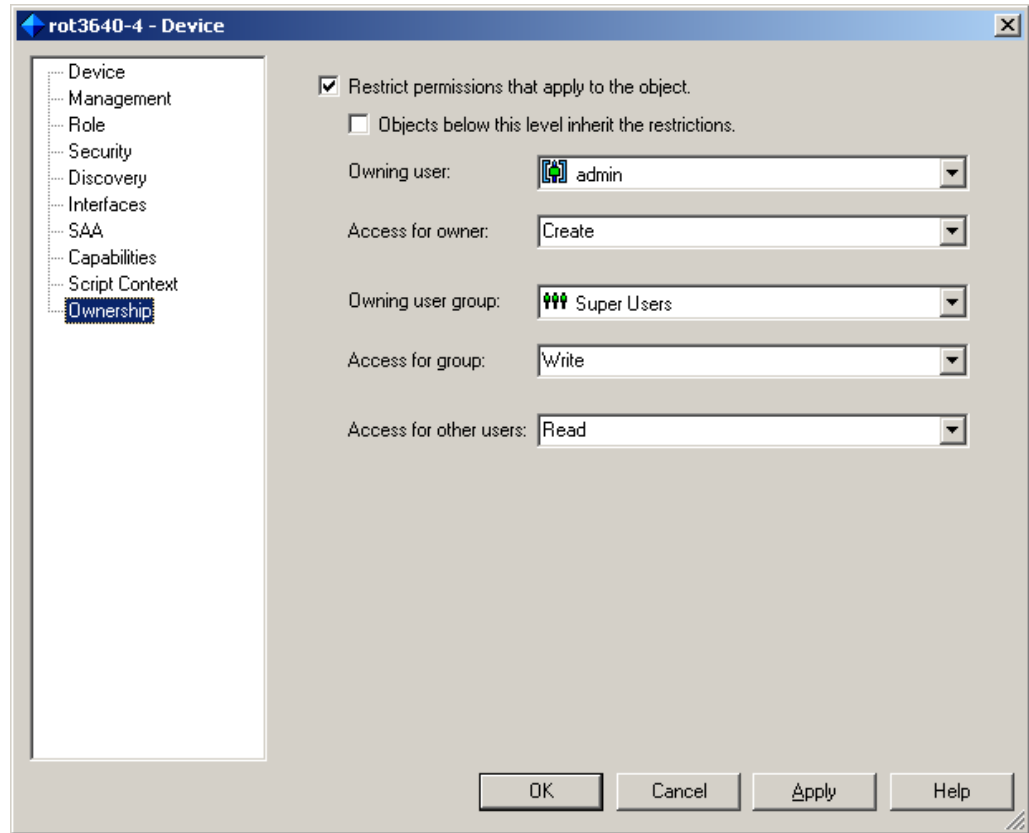 rot3640-4 - Device
Device
Management
Role
Security
Discovery
Interfaces
SAA
Capabilities
Script Context
Ownership
Restrict permissions that apply to the object.
Objects below this level inherit the restrictions.
Owning user: admin
Access for owner: Create
Owning user group: Super Users
Access for group: Write
Access for other users: Read
OK Cancel Apply Help